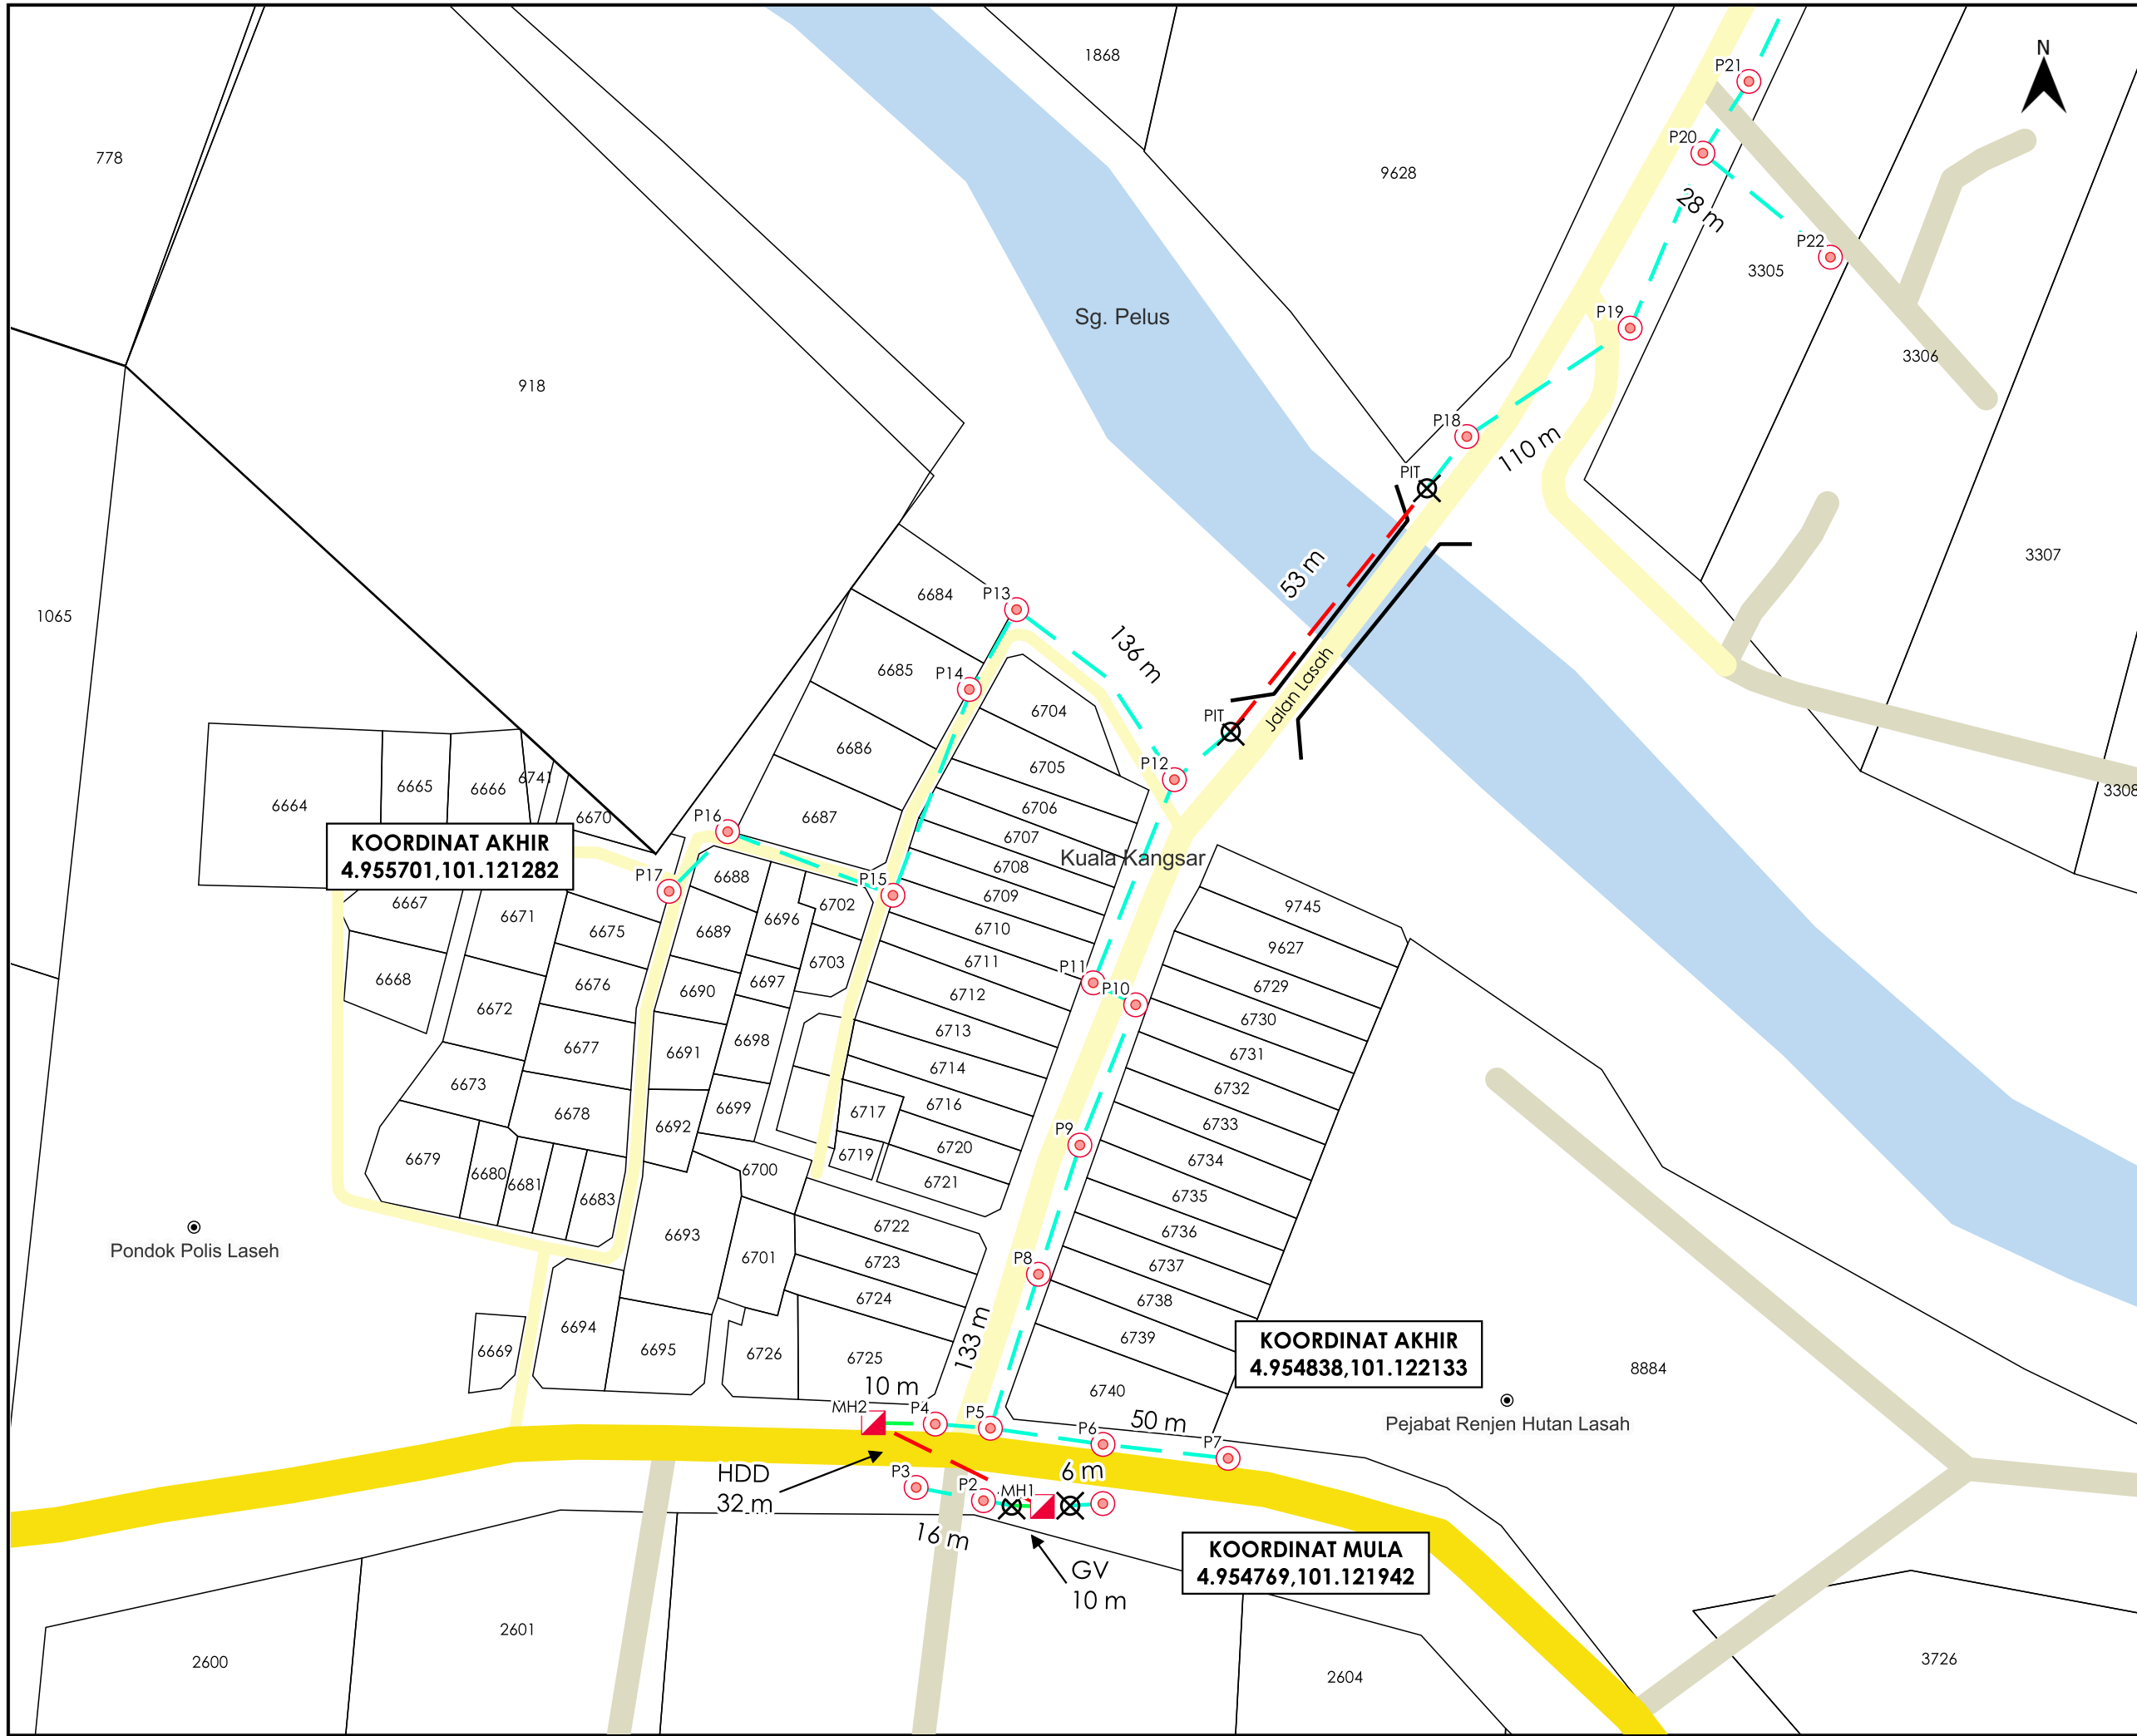 1868
N
P21
778
P20
9628
28 m
P22
3305
Sg. Pelus
P19
3306
918
P18
110 m
PIT
3307
53 m
6684
P13
1065
136 m
6685
P14
Jalan Lasah
6704
PIT
6686
P12
6705
6741
6665
6666
6664
3308
6706
6670
6687
P16
6707
KOORDINAT AKHIR
4.955701,101.121282
Kuala Kangsar
6708
P17
6688
P15
6709
6667
6702
9745
6671
6696
6675
6689
6710
9627
6703
6711
P11
6668
6676
6690
6697
6712
P10
6729
6672
6730
6713
6698
6677
6691
6731
6714
6673
6732
6699
6716
6678
6717
6692
6733
P9
6720
6719
6679
6734
6700
6680
6681
6721
6683
6735
6722
Pondok Polis Laseh
6693
6736
6701
6723
P8
6737
6724
6738
133 m
6694
6739
KOORDINAT AKHIR
4.954838,101.122133
6669
6695
6726
6725
8884
10 m
6740
MH2
P4
P5
50 m
Pejabat Renjen Hutan Lasah
P6
P7
HDD
32 m
P3
P2
MH1
6 m
16 m
KOORDINAT MULA
4.954769,101.121942
GV
10 m
2601
2600
2604
3726